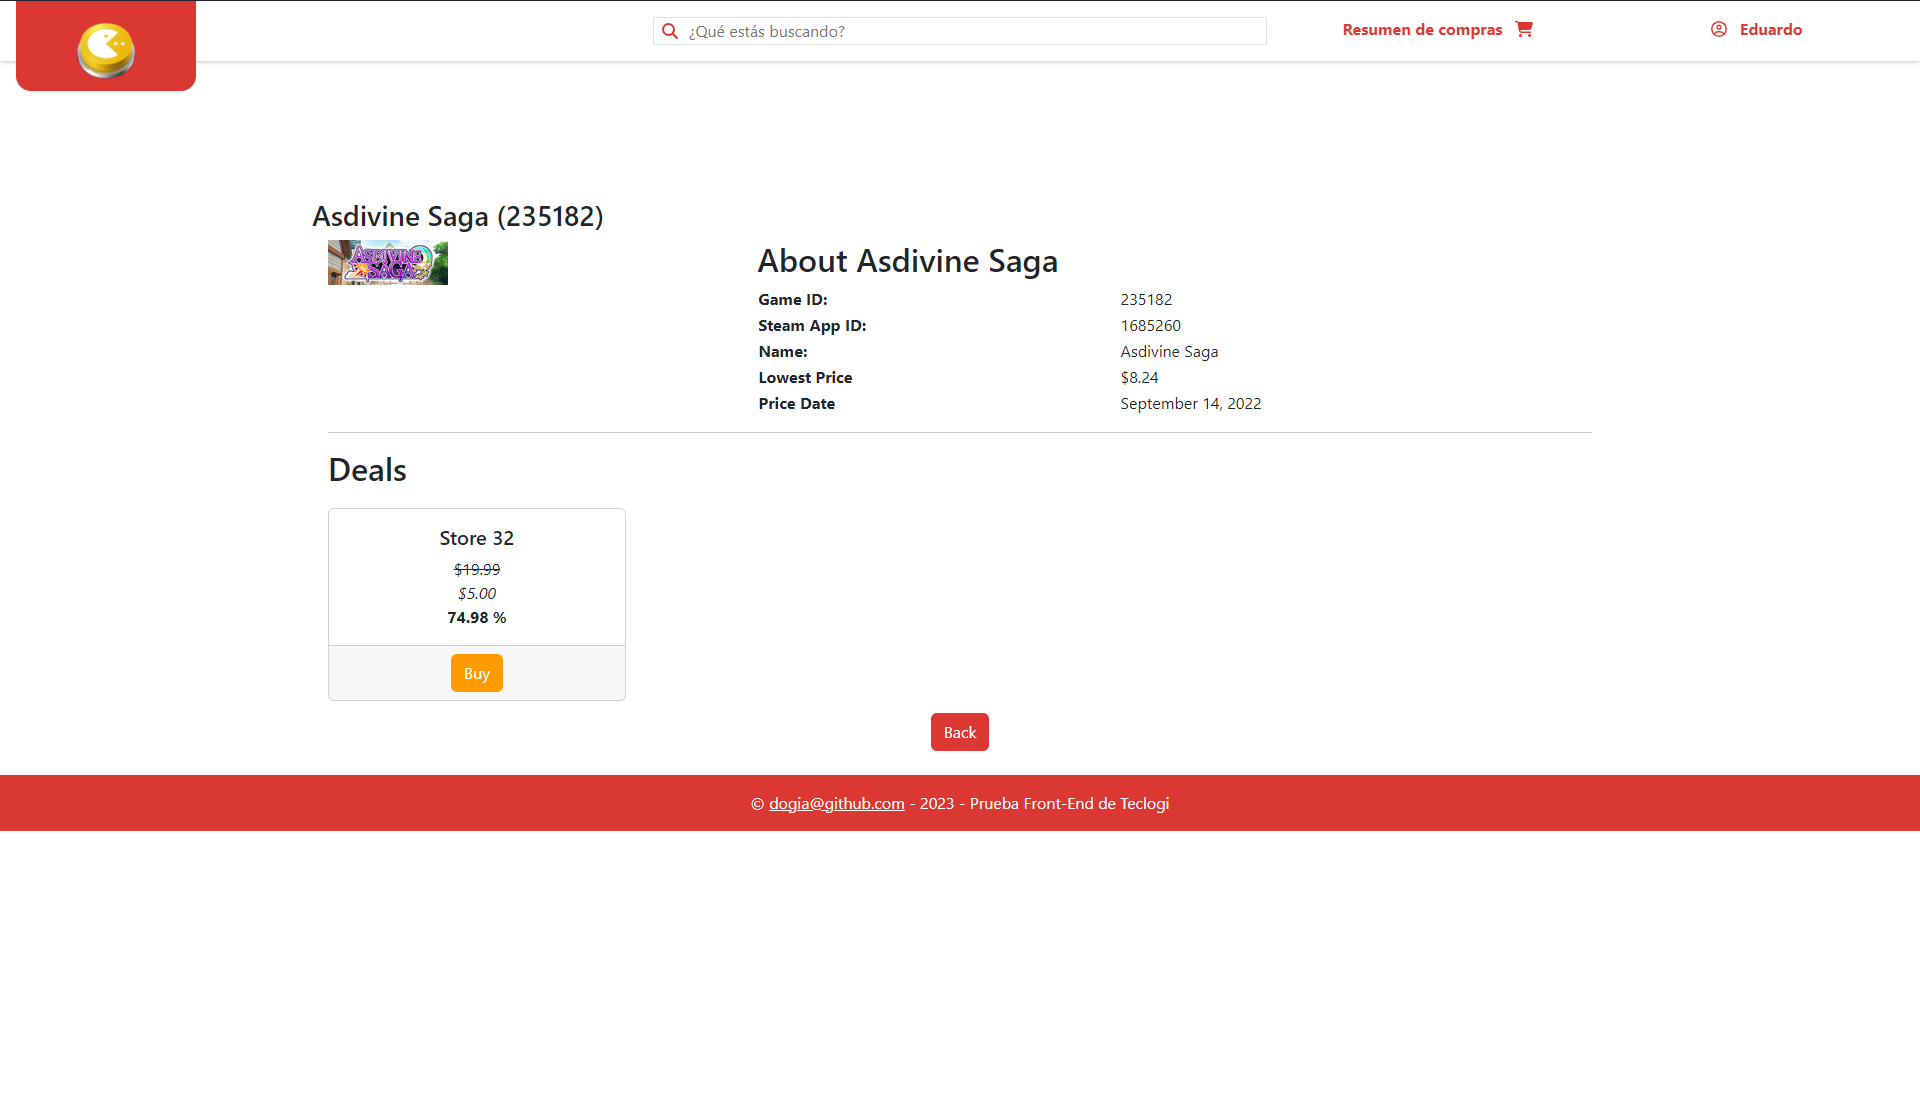 ¿Qué estás buscando?
Resumen de compras
Eduardo
Asdivine Saga (235182)
ASDIVINE
SAGA
About Asdivine Saga
Game ID: 235182
Steam App ID: 1685260
Name: Asdivine Saga
Lowest Price $8.24
Price Date September 14, 2022
Deals
Store 32
$19.99
$5.00
74.98 %
Buy
Back
© dogia@github.com - 2023 - Prueba Front-End de Teclogi